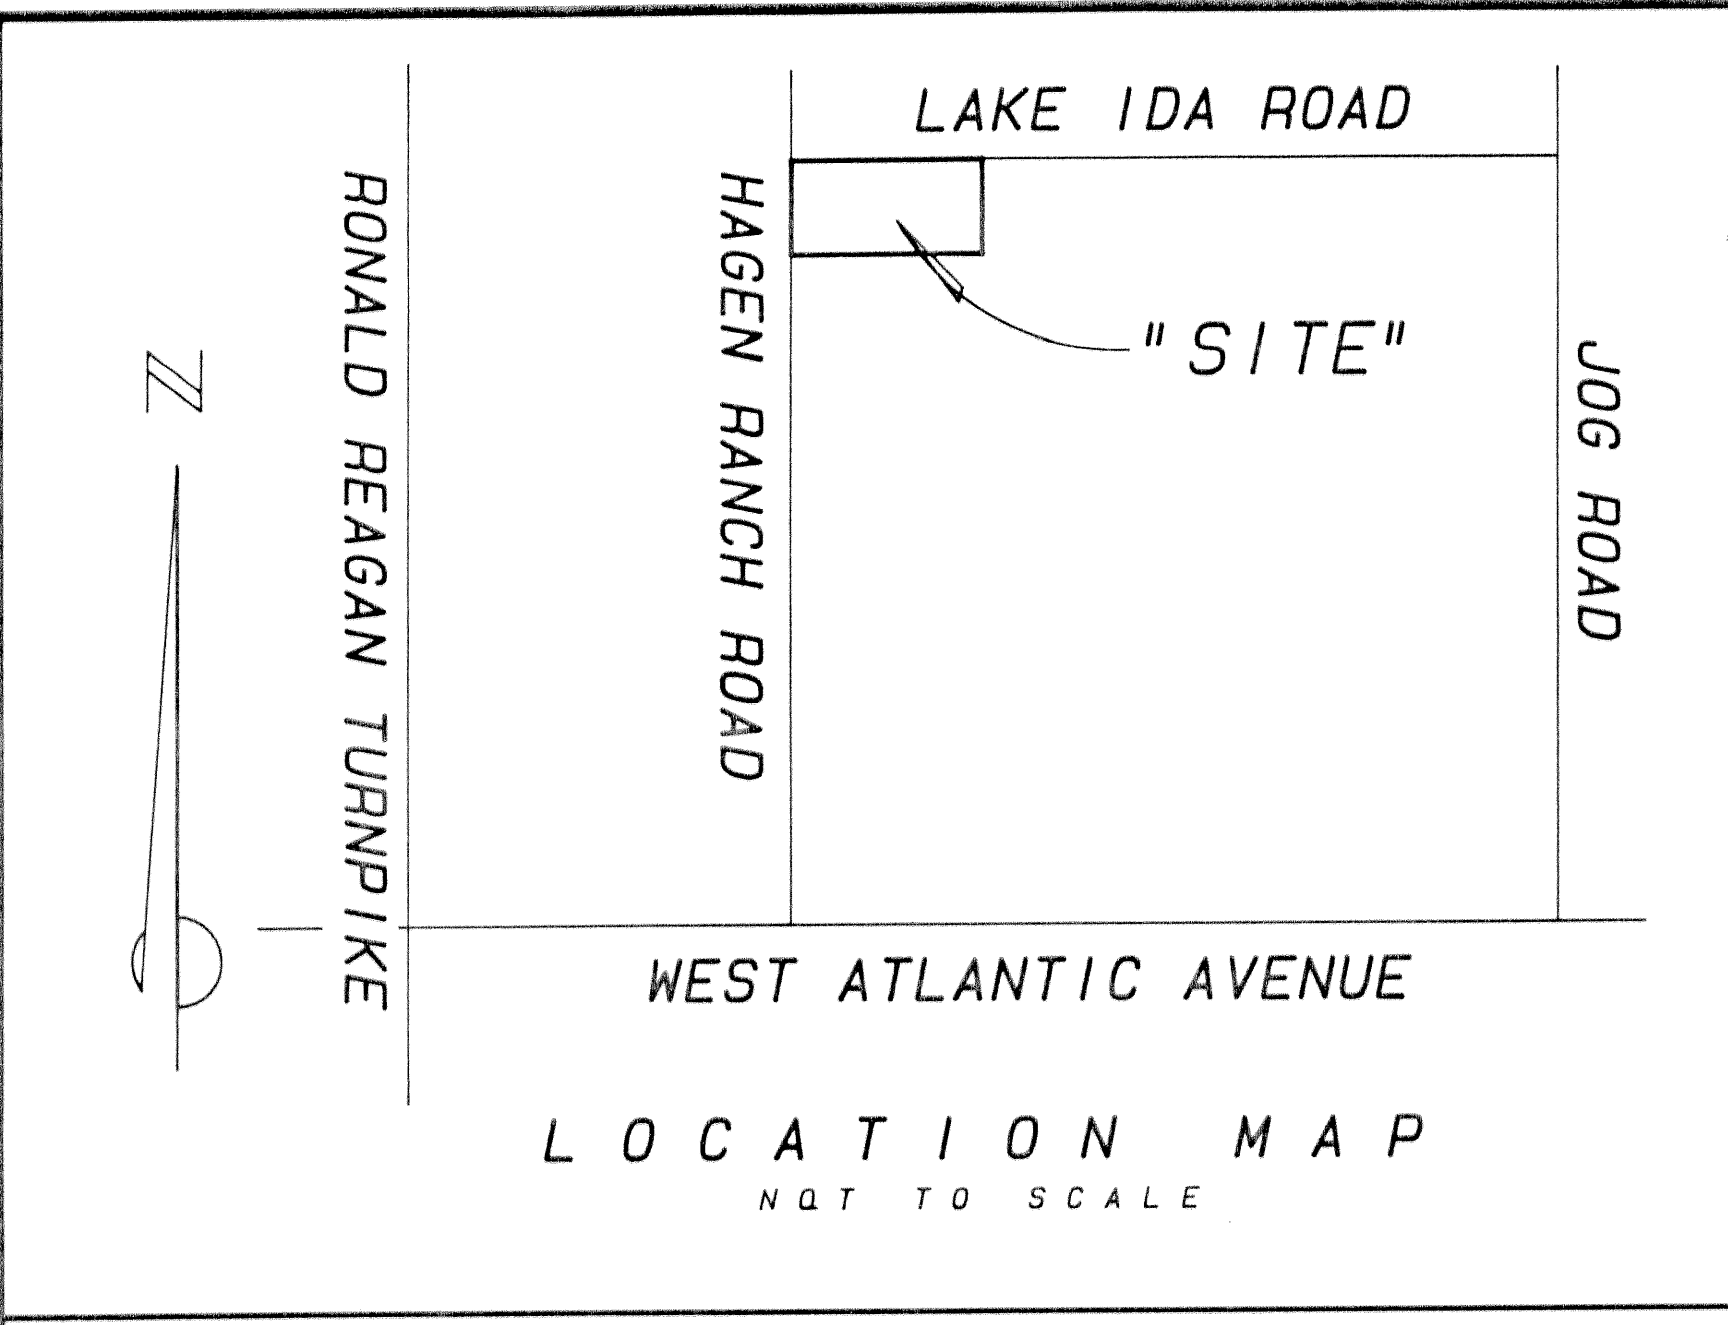 LAKE IDA ROAD
RONALD REAGAN TURNPIKE
HAGEN RANCH ROAD
"SITE"
JOG ROAD
N
WEST ATLANTIC AVENUE
LOCATION MAP
NOT TO SCALE